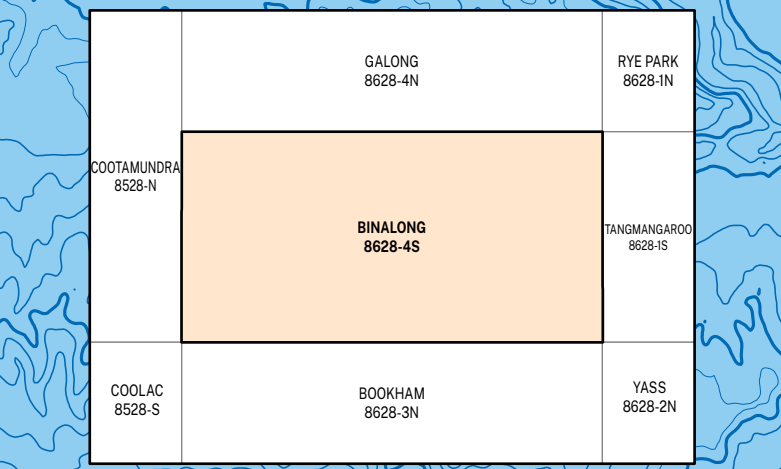 GALONG
8628-4N
RYE PARK
8628-1N
COOTAMUNDRA
8528-N
BINALONG
8628-4S
TANGMANGAROO
8628-1S
COOLAC
8528-S
BOOKHAM
8628-3N
YASS
8628-2N